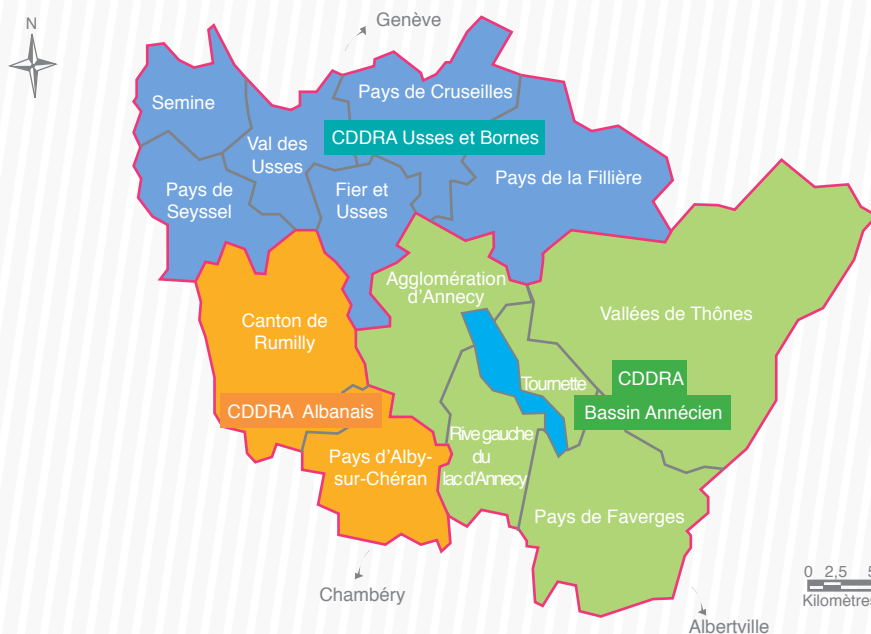 N
Genève
Semine
Pays de Cruseilles
CDDRA Usses et Bornes
Val des
Usses
Pays de
Seyssel
Fier et
Usses
Pays de la Fillière
Agglomération
d'Annecy
Canton de
Rumilly
Vallées de Thônes
Tournette
CDDRA
Bassin Annécien
CDDRA Albanais
Rive gauche
du
lac d'Annecy
Pays d'Alby-
sur-Chéran
Pays de Faverges
Chambéry
Albertville
0 2,5 5
Kilomètres